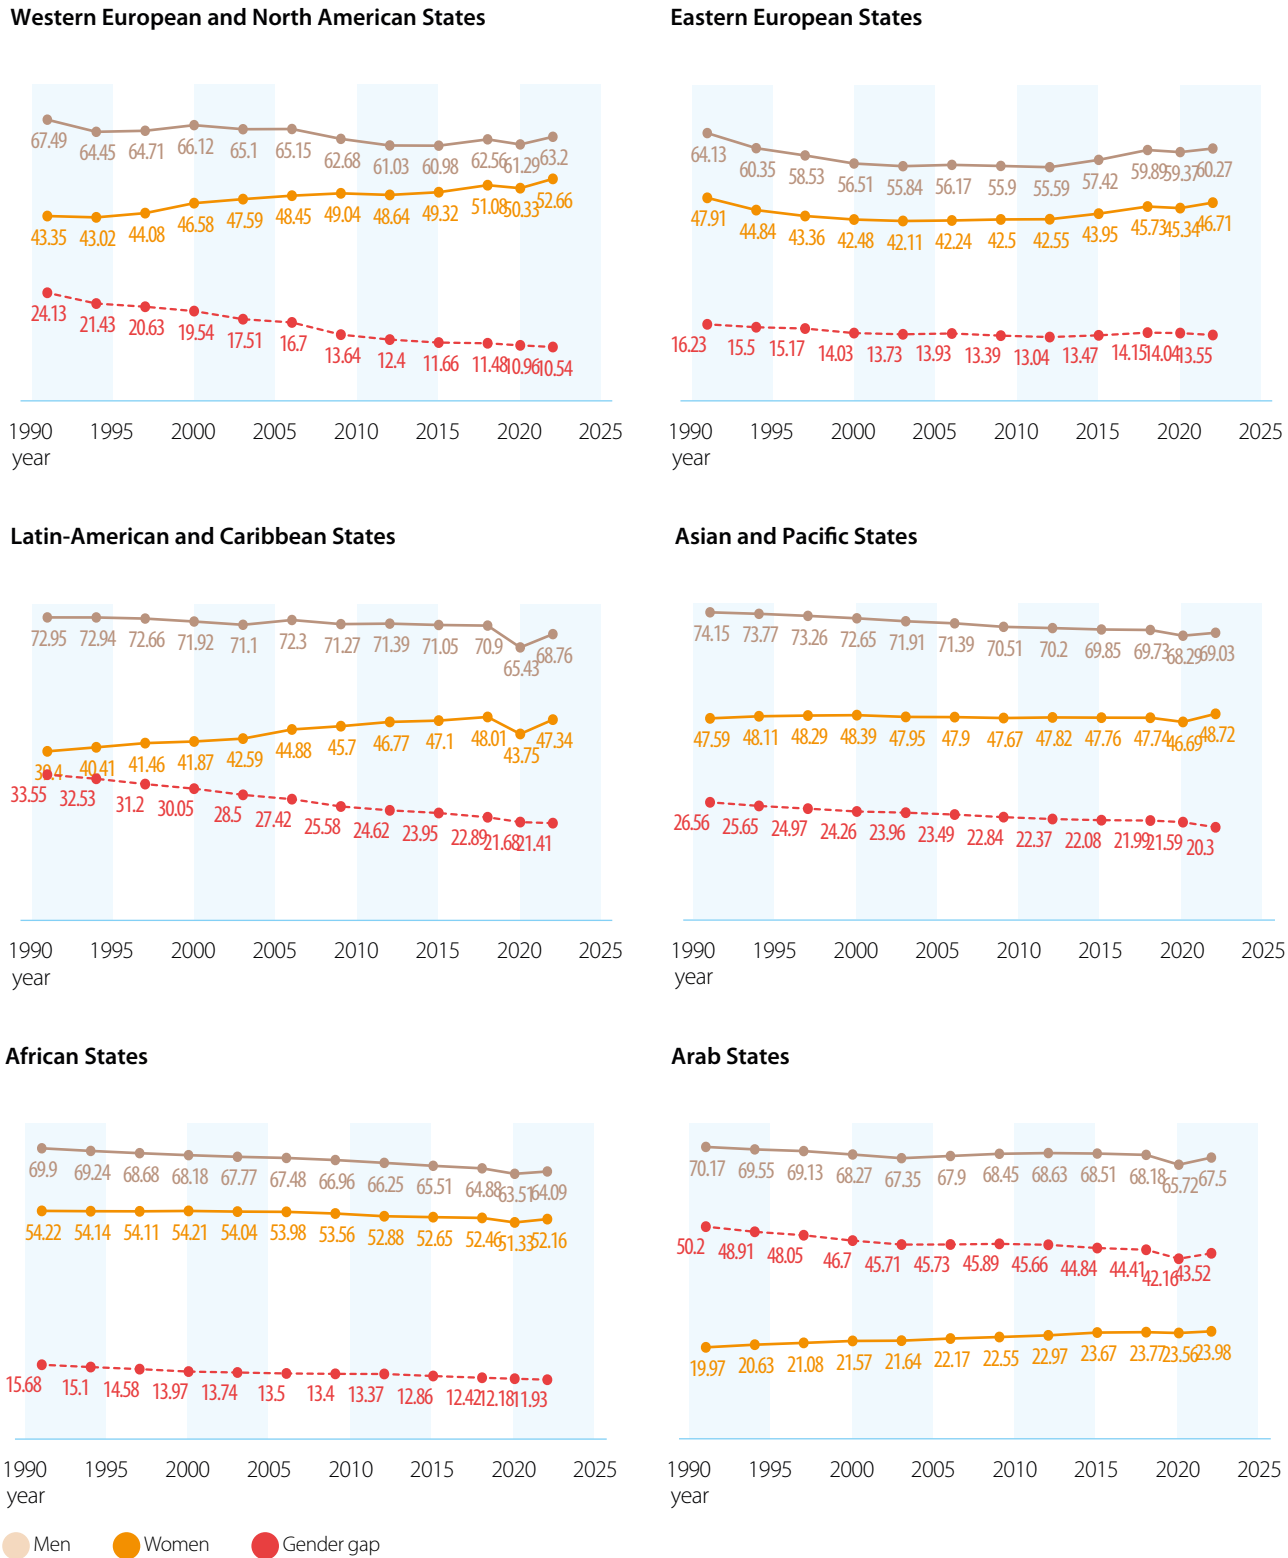 Western European and North American States
67.49 64.45 64.71 66.12 65.1 65.15 62.68 61.03 60.98 62.56 61.29 63.2
43.35 43.02 44.08 46.58 47.59 48.45 49.04 48.64 49.32 51.08 50.33 52.66
24.13 21.43 20.63 19.54 17.51 16.7 13.64 12.4 11.66 11.48 10.96 10.54
1990 1995 2000 2005 2010 2015 2020 2025
year
Eastern European States
64.13 60.35 58.53 56.51 55.84 56.17 55.9 55.59 57.42 59.89 59.37 60.27
47.91 44.84 43.36 42.48 42.11 42.24 42.5 42.55 43.95 45.73 45.34 46.71
16.23 15.5 15.17 14.03 13.73 13.93 13.39 13.04 13.47 14.15 14.04 13.55
1990 1995 2000 2005 2010 2015 2020 2025
year
Latin-American and Caribbean States
72.95 72.94 72.66 71.92 71.1 72.3 71.27 71.39 71.05 70.9 65.43 68.76
39.4 40.41 41.46 41.87 42.59 44.88 45.7 46.77 47.1 48.01 43.75 47.34
33.55 32.53 31.2 30.05 28.5 27.42 25.58 24.62 23.95 22.89 21.68 21.41
1990 1995 2000 2005 2010 2015 2020 2025
year
Asian and Pacific States
74.15 73.77 73.26 72.65 71.91 71.39 70.51 70.2 69.85 69.73 68.29 69.03
47.59 48.11 48.29 48.39 47.95 47.9 47.67 47.82 47.76 47.74 46.69 48.72
26.56 25.65 24.97 24.26 23.96 23.49 22.84 22.37 22.08 21.99 21.59 20.3
1990 1995 2000 2005 2010 2015 2020 2025
year
African States
69.9 69.24 68.68 68.18 67.77 67.48 66.96 66.25 65.51 64.88 63.51 64.09
54.22 54.14 54.11 54.21 54.04 53.98 53.56 52.88 52.65 52.46 51.33 52.16
15.68 15.1 14.58 13.97 13.74 13.5 13.4 13.37 12.86 12.42 12.18 11.93
1990 1995 2000 2005 2010 2015 2020 2025
year
Arab States
70.17 69.55 69.13 68.27 67.35 67.9 68.45 68.63 68.51 68.18 65.72 67.5
50.2 48.91 48.05 46.7 45.71 45.73 45.89 45.66 44.84 44.41 42.16 43.52
19.97 20.63 21.08 21.57 21.64 22.17 22.55 22.97 23.67 23.77 23.56 23.98
1990 1995 2000 2005 2010 2015 2020 2025
year
Men Women Gender gap